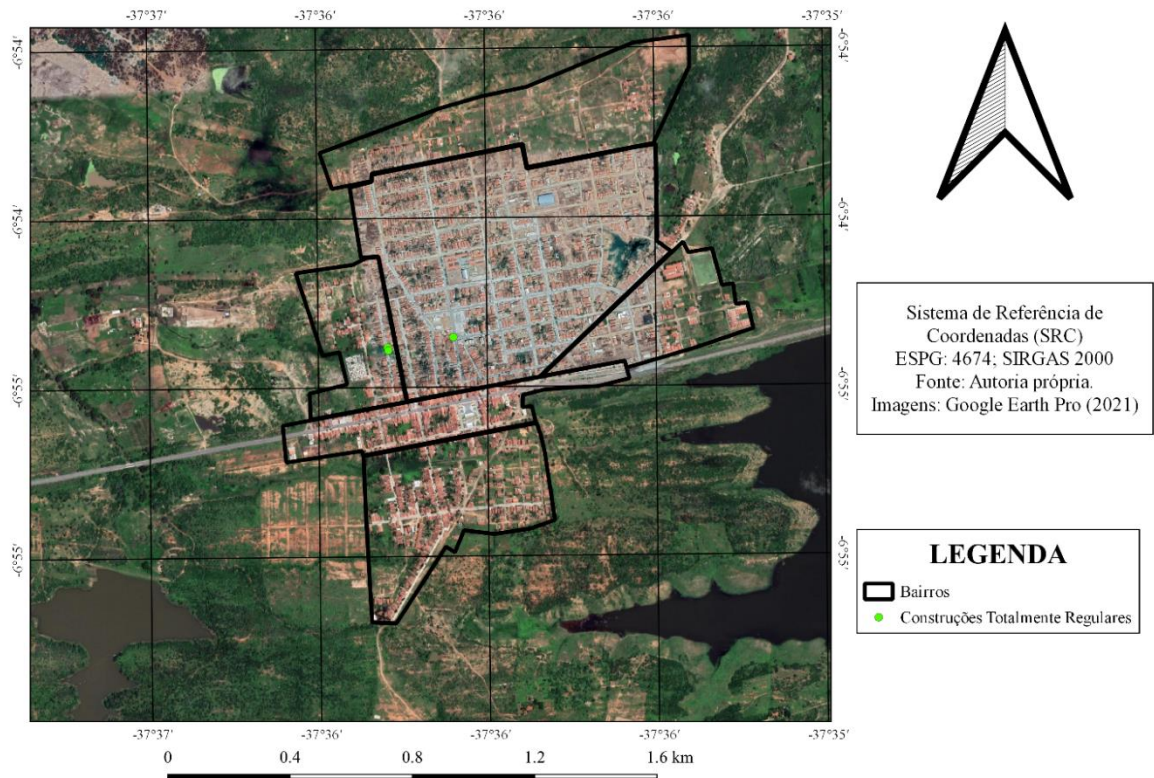 -37°37' -37°36' -37°36' -37°36' -37°35'
-6°54' -6°54'
-6°54' -6°54'
-6°55' -6°55'
-6°55' -6°55'
-37°37' -37°36' -37°36' -37°36' -37°35'
0 0.4 0.8 1.2 1.6 km
Sistema de Referência de
Coordenadas (SRC)
ESPG: 4674; SIRGAS 2000
Fonte: Autoria própria.
Imagens: Google Earth Pro (2021)
LEGENDA
Bairros
Construções Totalmente Regulares